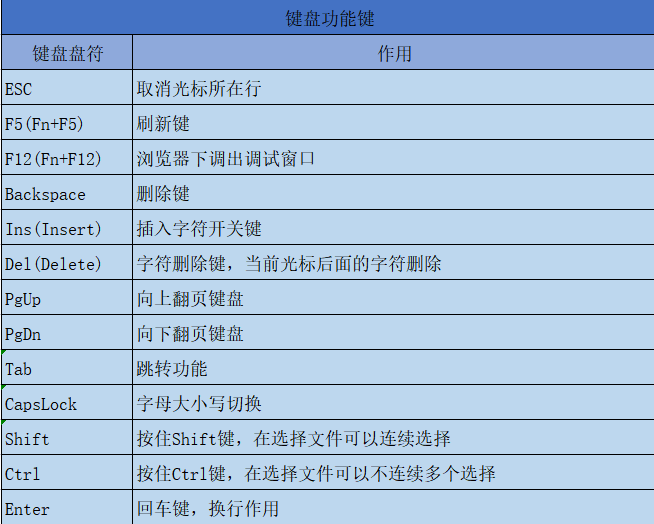 键盘功能键
键盘盘符 作用
ESC 取消光标所在行
F5(Fn+F5) 刷新键
F12(Fn+F12) 浏览器下调出调试窗口
Backspace 删除键
Ins(Insert) 插入字符开关键
Del(Delete) 字符删除键，当前光标后面的字符删除
PgUp 向上翻页键盘
PgDn 向下翻页键盘
Tab 跳转功能
CapsLock 字母大小写切换
Shift 按住Shift键，在选择文件可以连续选择
Ctrl 按住Ctrl键，在选择文件可以不连续多个选择
Enter 回车键，换行作用